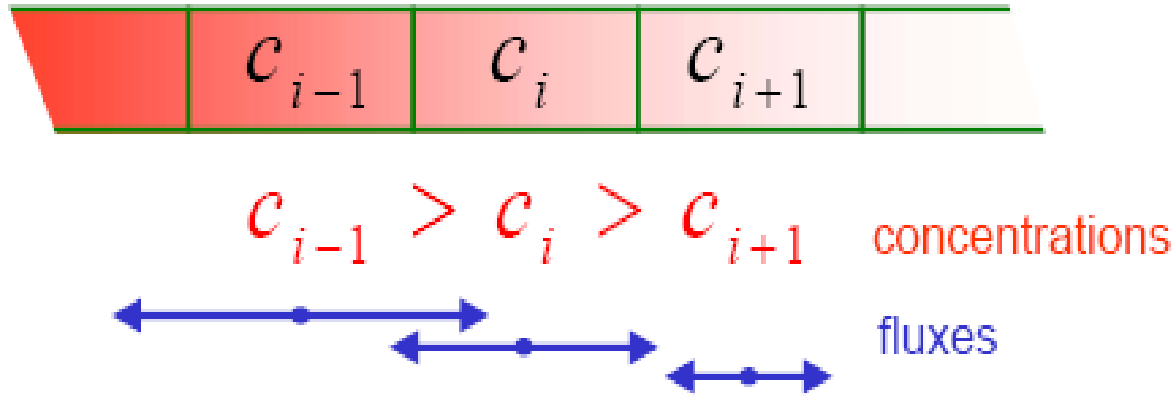 c i−1 c i c i+1
c i−1 > c i > c i+1 concentrations
fluxes